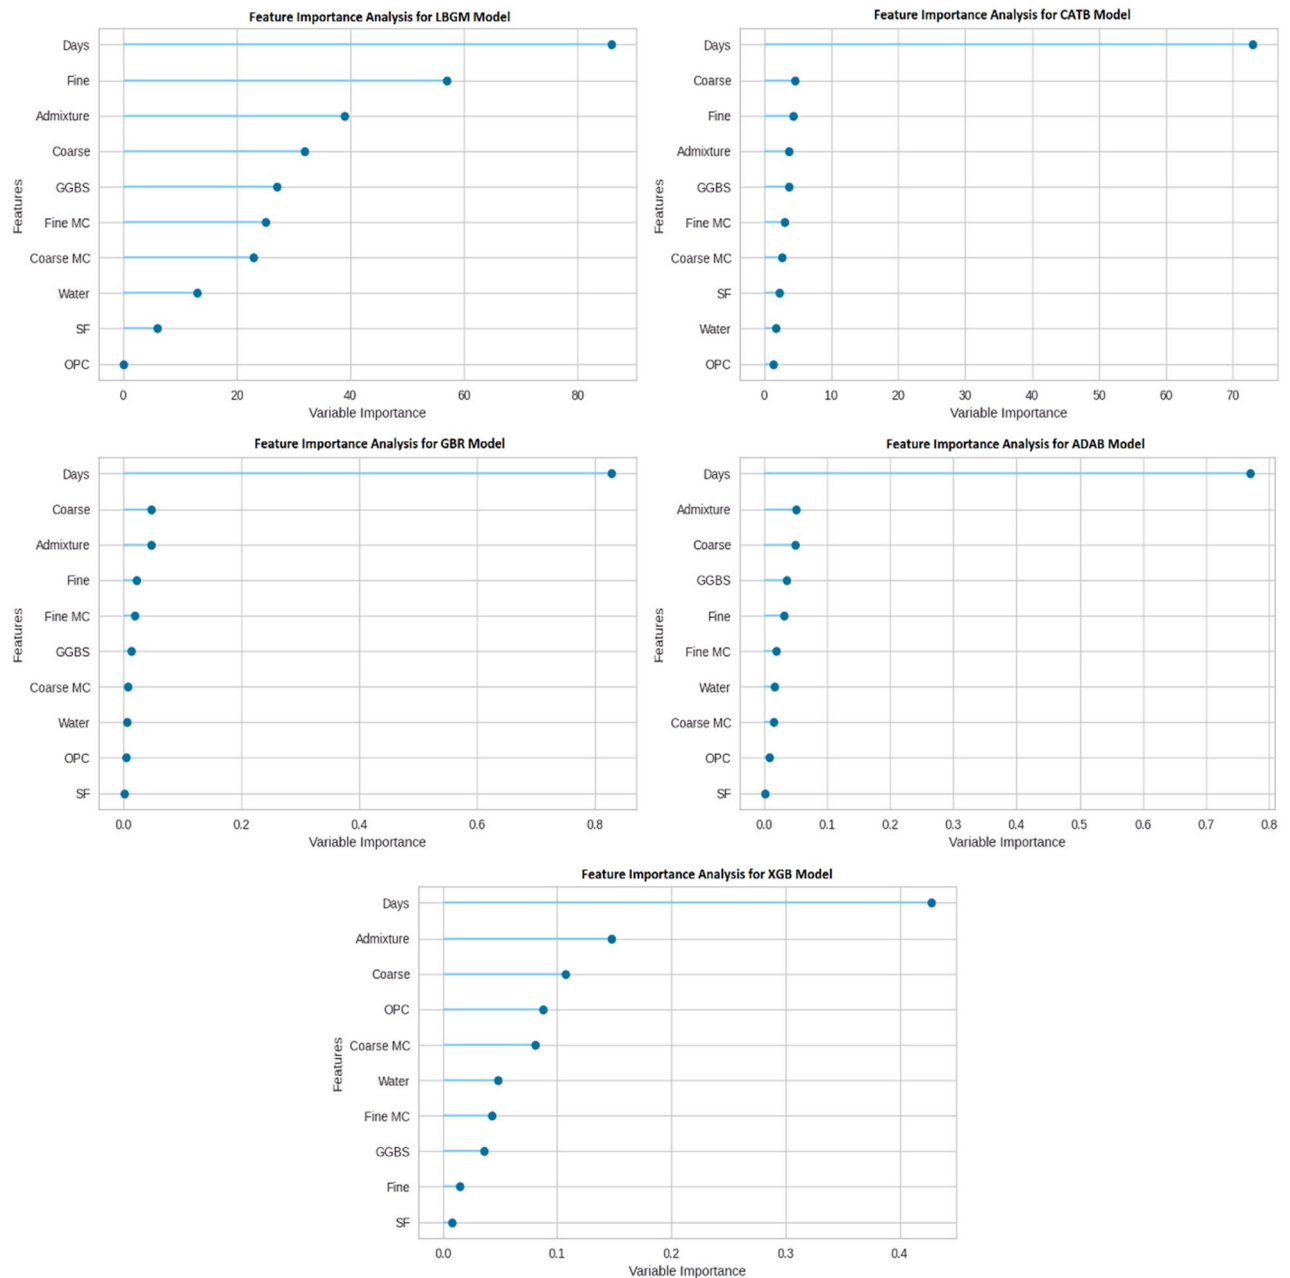 Feature Importance Analysis for LBGM Model
Days
Fine
Admixture
Coarse
GGBS
Fine MC
Coarse MC
Water
SF
OPC
Features
0 20 40 60 80
Variable Importance
Feature Importance Analysis for CATB Model
Days
Coarse
Fine
Admixture
GGBS
Fine MC
Coarse MC
SF
Water
OPC
Features
0 10 20 30 40 50 60 70
Variable Importance
Feature Importance Analysis for GBR Model
Days
Coarse
Admixture
Fine
Fine MC
GGBS
Coarse MC
Water
OPC
SF
Features
0.0 0.2 0.4 0.6 0.8
Variable Importance
Feature Importance Analysis for ADAB Model
Days
Admixture
Coarse
GGBS
Fine
Fine MC
Water
Coarse MC
OPC
SF
Features
0.0 0.1 0.2 0.3 0.4 0.5 0.6 0.7 0.8
Variable Importance
Feature Importance Analysis for XGB Model
Days
Admixture
Coarse
OPC
Coarse MC
Water
Fine MC
GGBS
Fine
SF
Features
0.0 0.1 0.2 0.3 0.4
Variable Importance